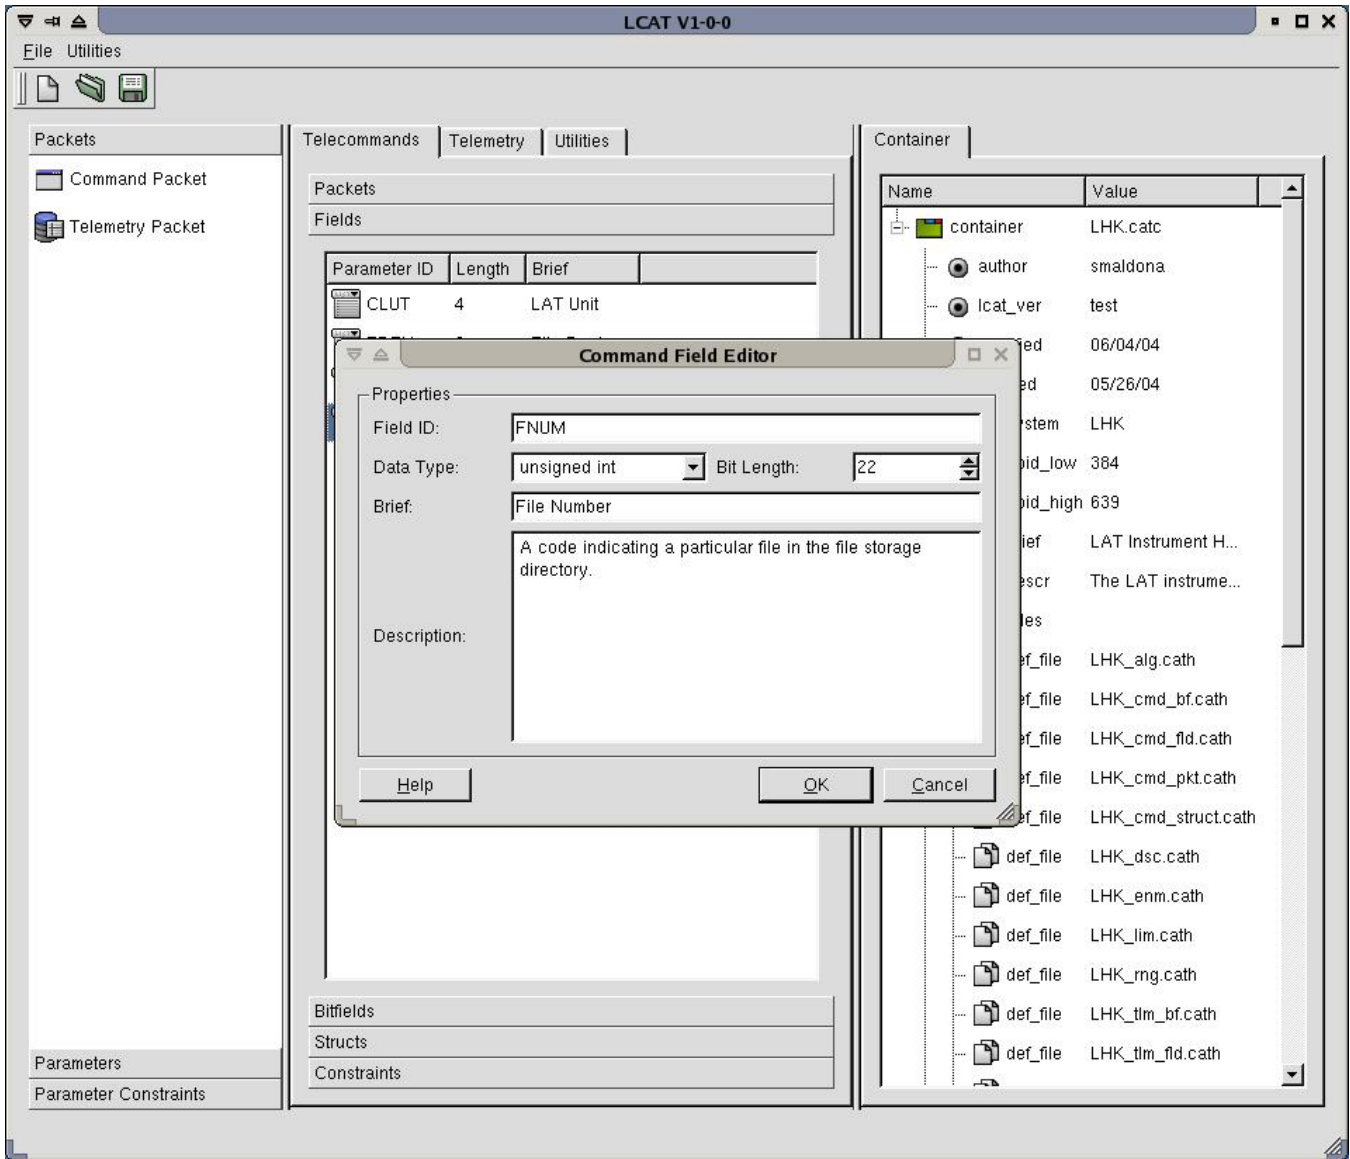 LCAT V1-0-0
File Utilities
Packets
Command Packet
Telemetry Packet
Parameters
Parameter Constraints
Telecommands Telemetry Utilities
Packets
Fields
Parameter ID Length Brief
CLUT 4 LAT Unit
Command Field Editor
Properties
Field ID: FNUM
Data Type: unsigned int Bit Length: 22
Brief: File Number
Description: A code indicating a particular file in the file storage
directory.
Help OK Cancel
Bitfields
Structs
Constraints
Container
Name Value
container LHK.catc
author smaldona
lcat_ver test
06/04/04
05/26/04
LHK
384
639
LAT Instrument H...
The LAT instrume...
LHK_alg.cath
LHK_cmd_bf.cath
LHK_cmd_fld.cath
LHK_cmd_pkt.cath
LHK_cmd_struct.cath
def_file LHK_dsc.cath
def_file LHK_enm.cath
def_file LHK_lim.cath
def_file LHK_rng.cath
def_file LHK_tlm_bf.cath
def_file LHK_tlm_fld.cath